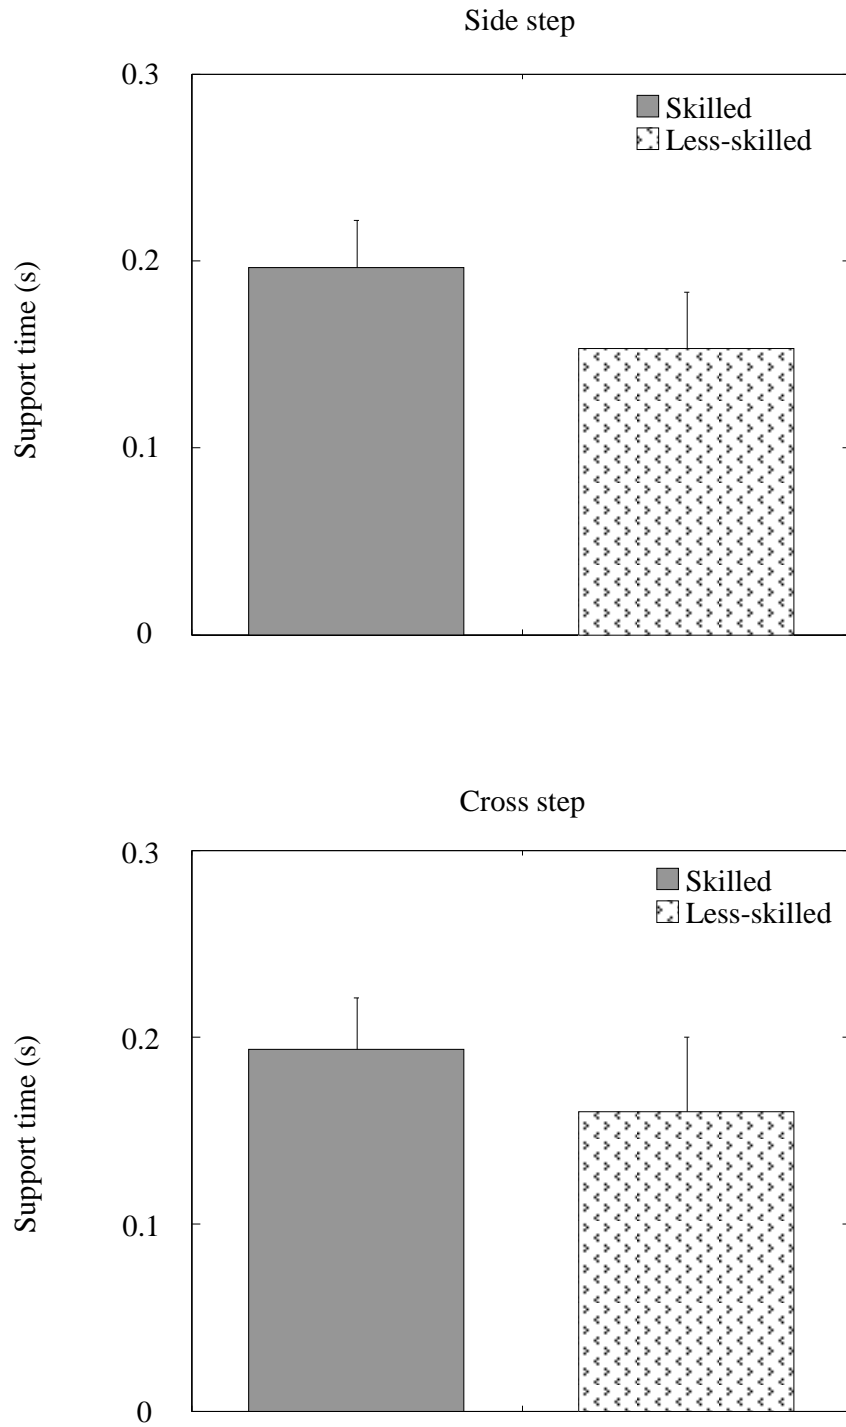 Side step
0.3
Skilled
Less-skilled
0.2
Support time (s)
0.1
0
Cross step
0.3
Skilled
Less-skilled
0.2
Support time (s)
0.1
0